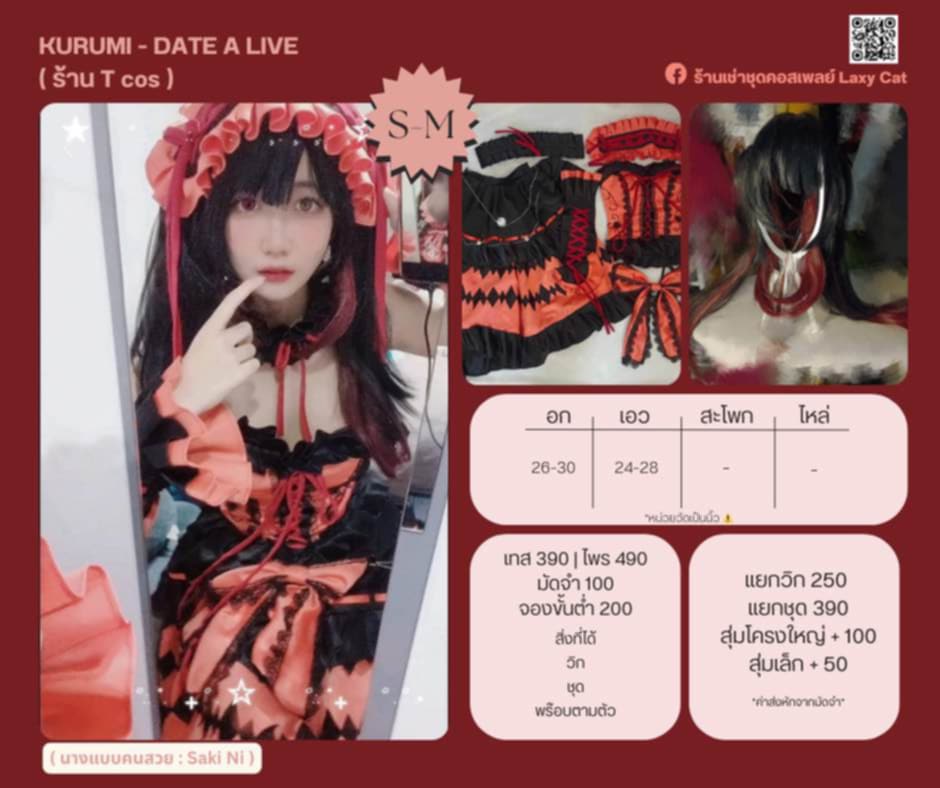 KURUMI - DATE A LIVE
( ร้าน T cos )
ร้านเช่าชุดคอสเพลย์ Laxy Cat
S-M
อก เอว สะโพก ไหล่
26-30 24-28 - -
*หน่วยวัดเป็นนิ้ว
เทส 390 | ไพร 490
มัดจำ 100
จองขั้นต่ำ 200
สิ่งที่ได้
วิก
ชุด
พร๊อบตามตัว
แยกวิก 250
แยกชุด 390
สุ่มโครงใหญ่ + 100
สุ่มเล็ก + 50
*ค่าส่งหักจากมัดจำ*
( นางแบบคนสวย : Saki Ni )